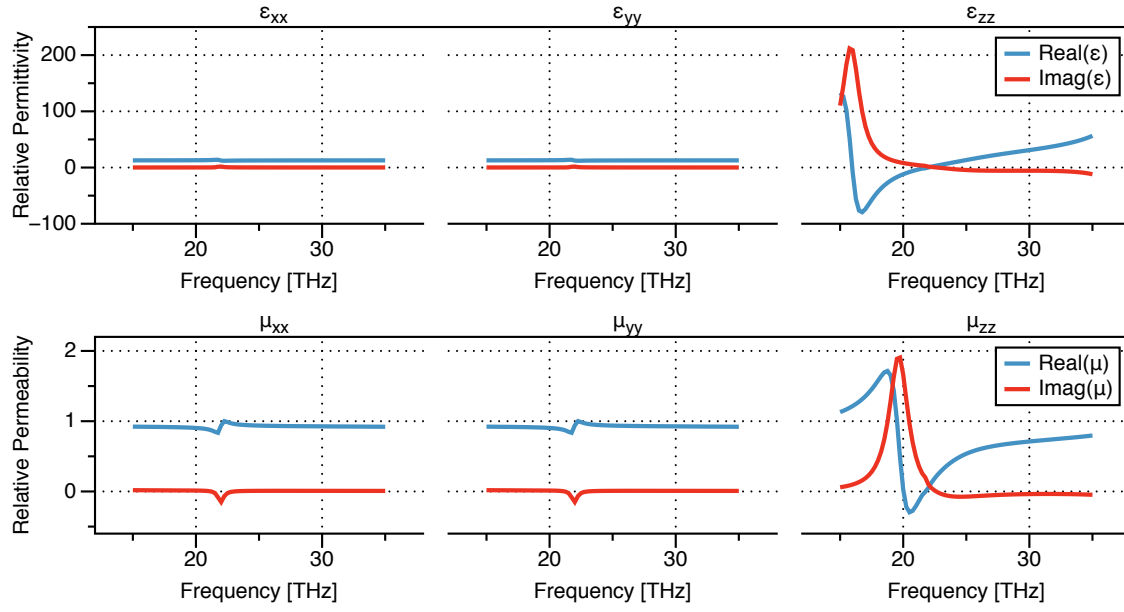 εxx εyy εzz
Relative Permittivity
200
100
0
−100
Real(ε)
Imag(ε)
20 30 20 30 20 30
Frequency [THz] Frequency [THz] Frequency [THz]
μxx μyy μzz
Relative Permeability
2
1
0
Real(μ)
Imag(μ)
20 30 20 30 20 30
Frequency [THz] Frequency [THz] Frequency [THz]